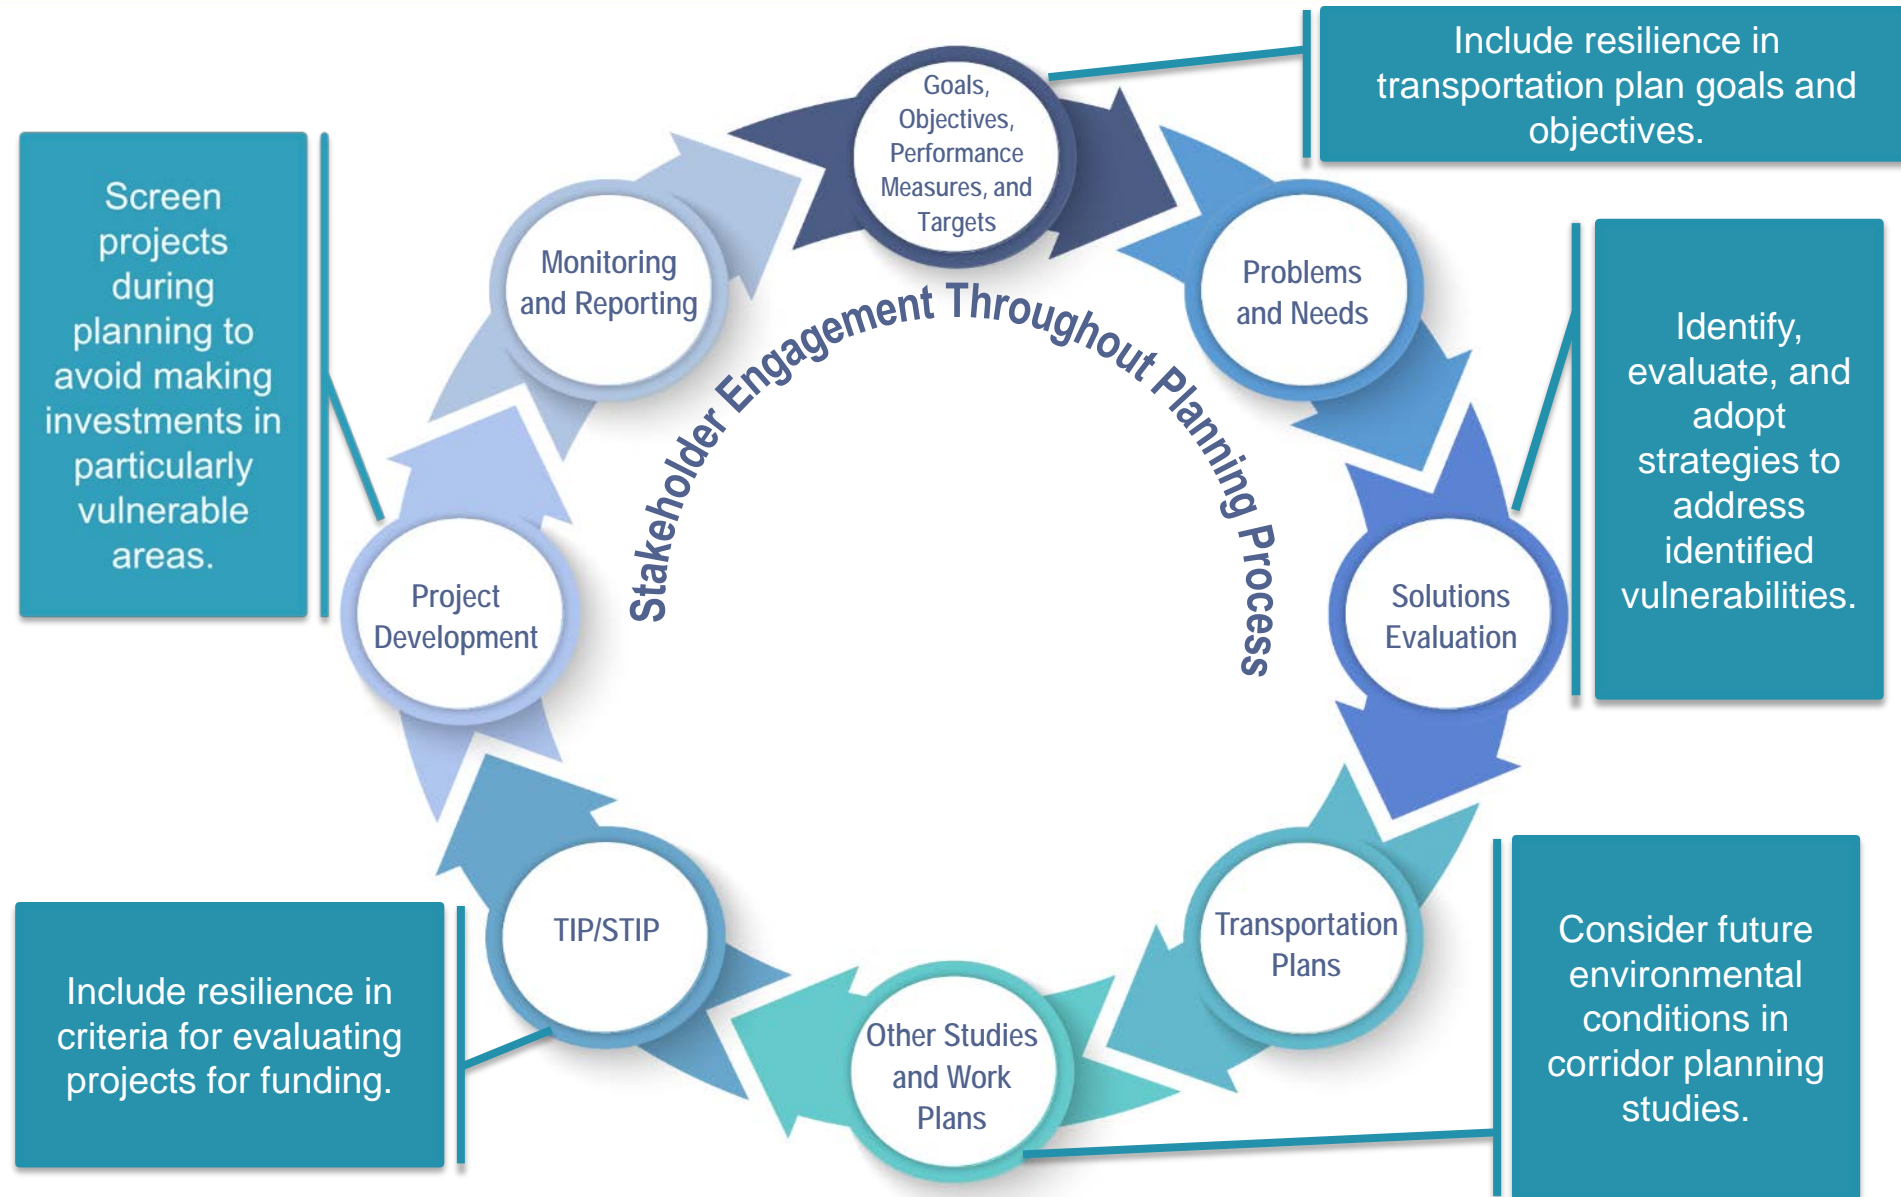 Goals,
Objectives,
Performance
Measures, and
Targets
Include resilience in
transportation plan goals and
objectives.
Problems
and Needs
Identify,
evaluate, and
adopt
strategies to
address
identified
vulnerabilities.
Solutions
Evaluation
Transportation
Plans
Consider future
environmental
conditions in
corridor planning
studies.
Other Studies
and Work
Plans
TIP/STIP
Include resilience in
criteria for evaluating
projects for funding.
Project
Development
Screen
projects
during
planning to
avoid making
investments in
particularly
vulnerable
areas.
Monitoring
and Reporting
Stakeholder Engagement Throughout Planning Process